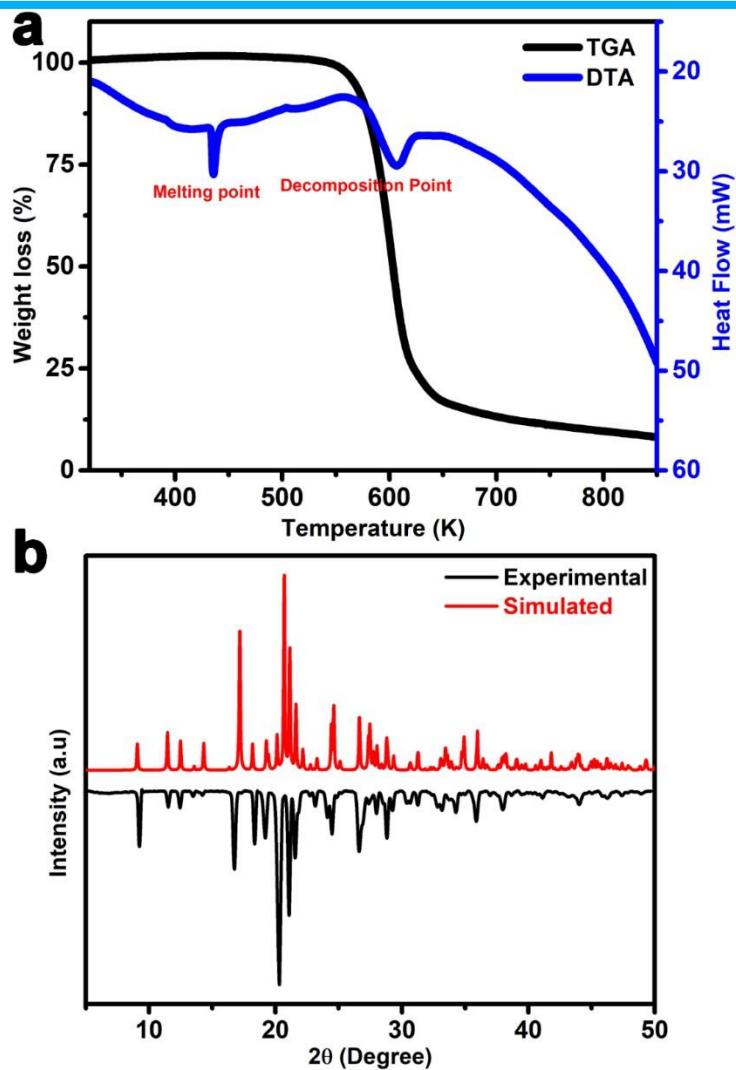 a
TGA
DTA
100
75
50
25
0
Weight loss (%)
20
30
40
50
60
Heat Flow (mW)
Melting point
Decomposition Point
400 500 600 700 800
Temperature (K)
b
Experimental
Simulated
Intensity (a.u)
10 20 30 40 50
2θ (Degree)